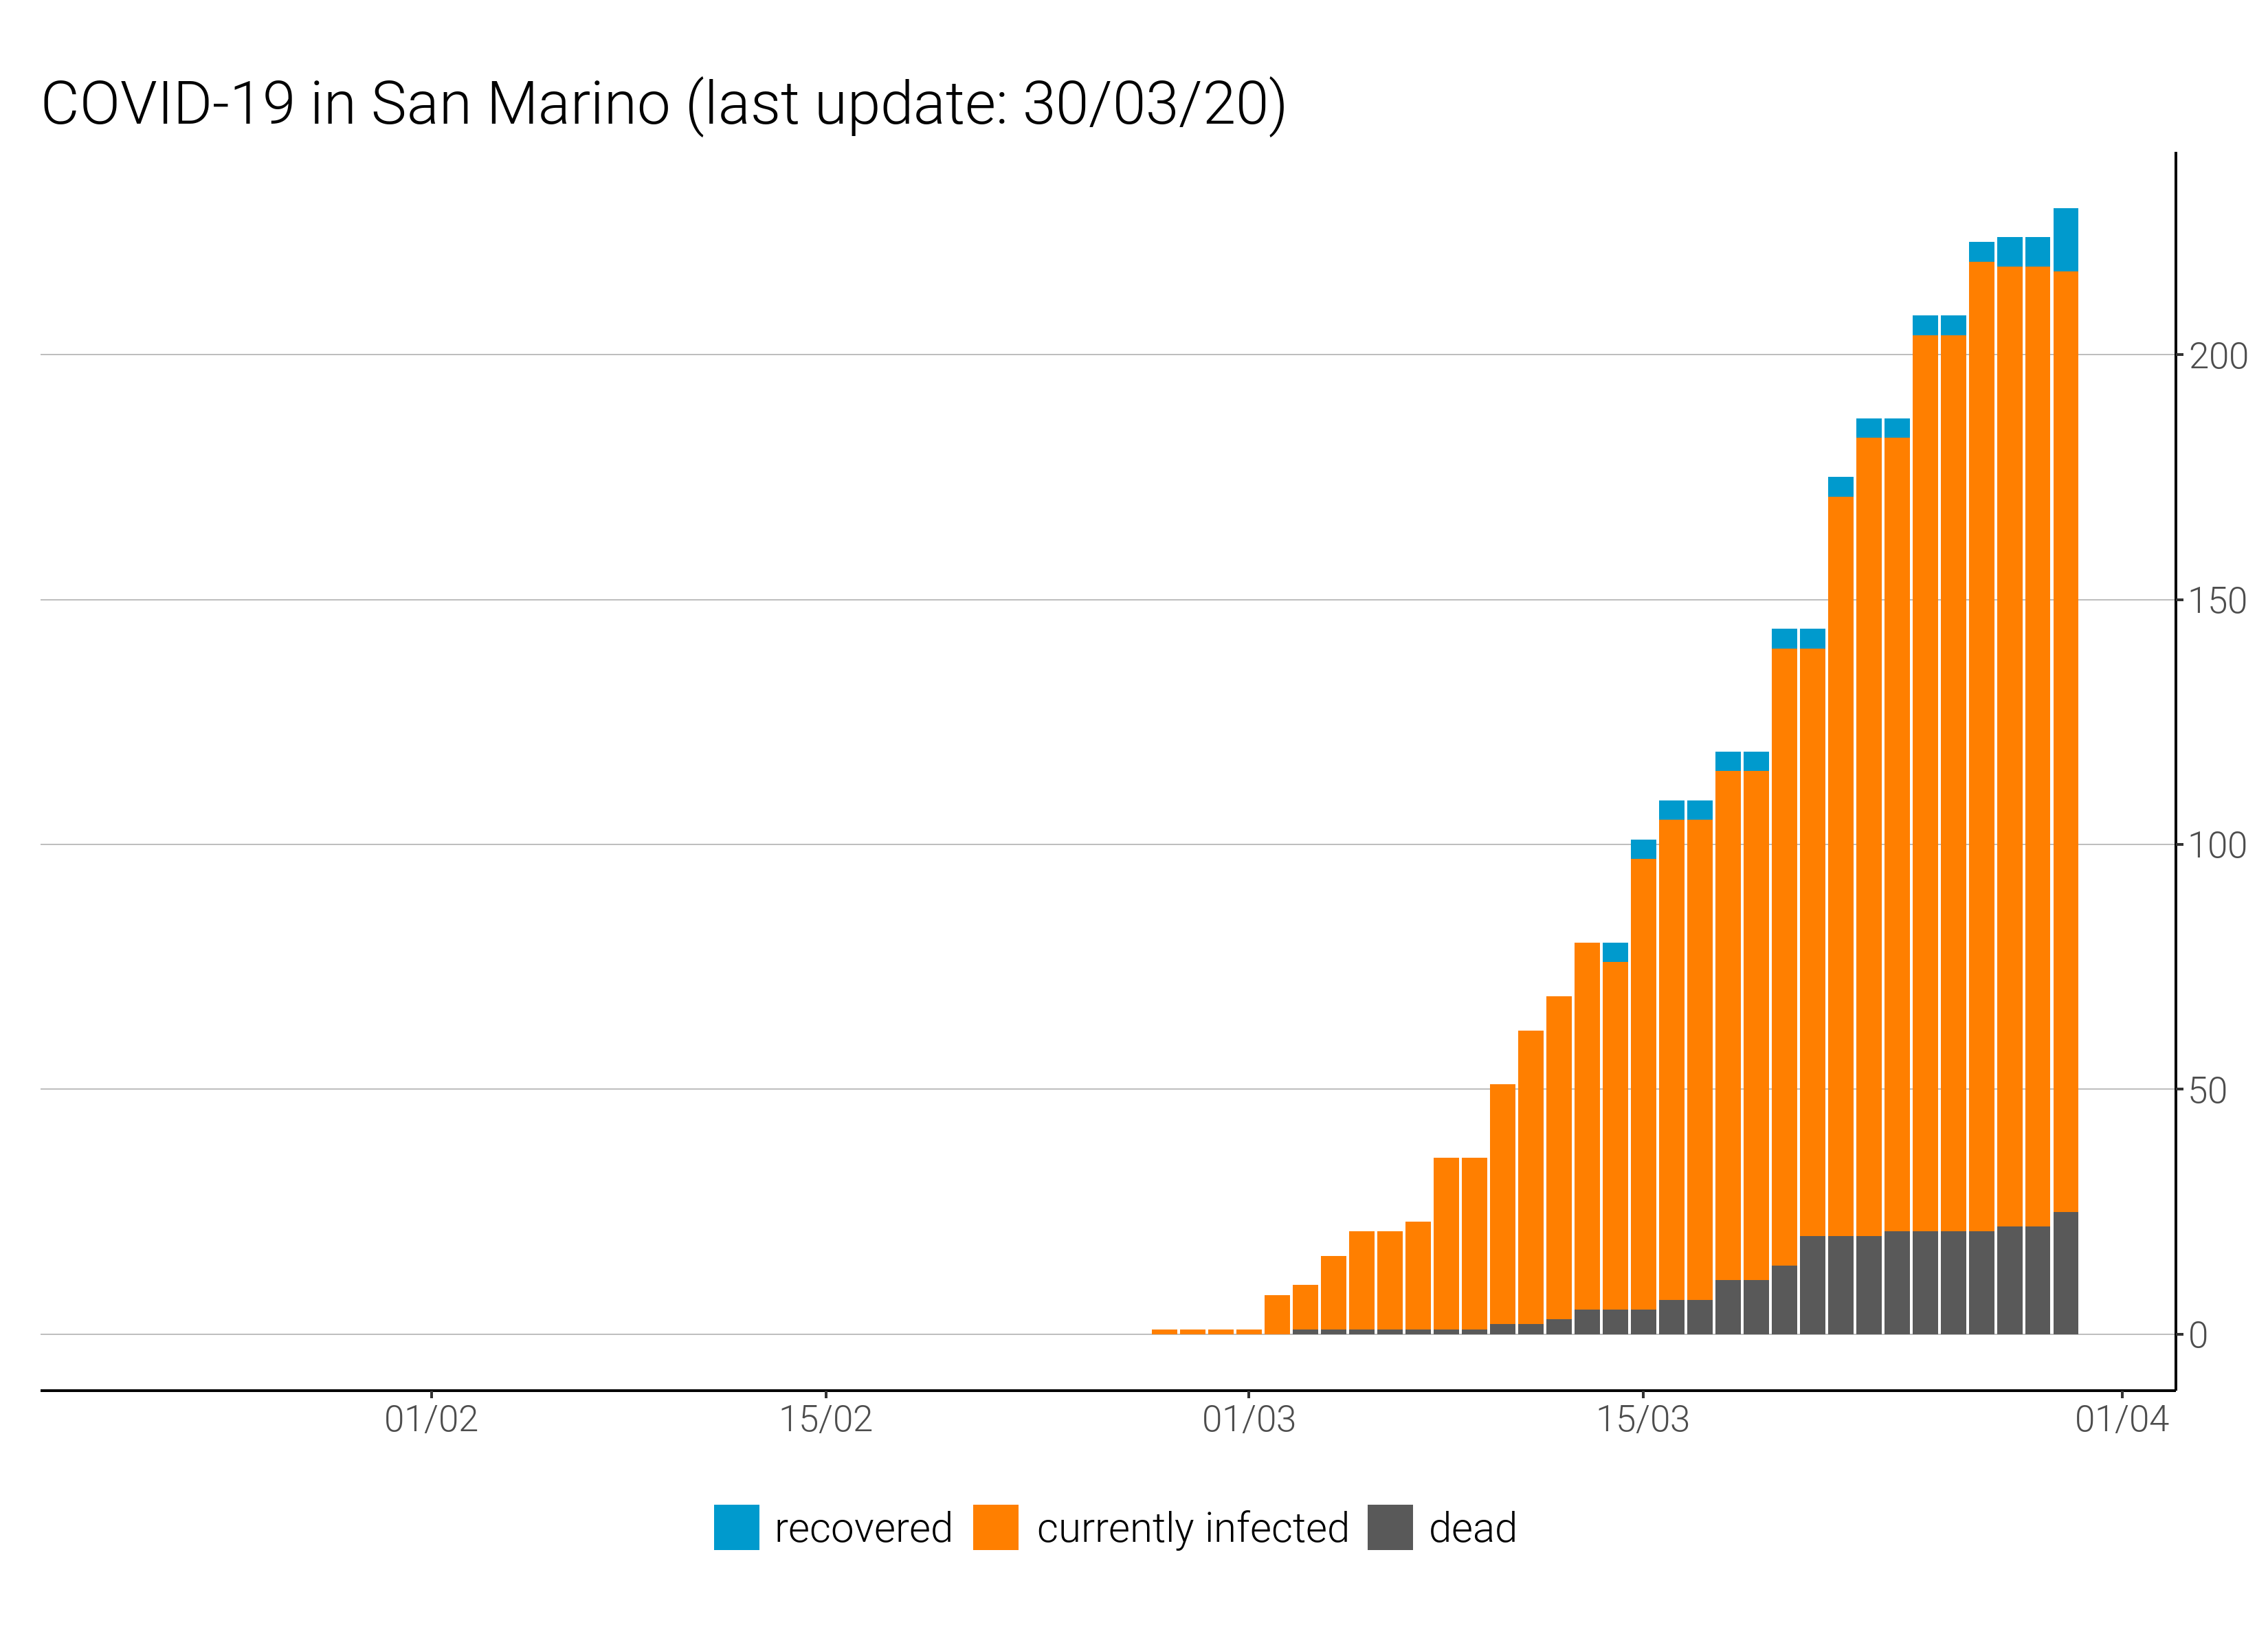 COVID-19 in San Marino (last update: 30/03/20)
200
150
100
50
0
01/02 15/02 01/03 15/03 01/04
recovered currently infected dead